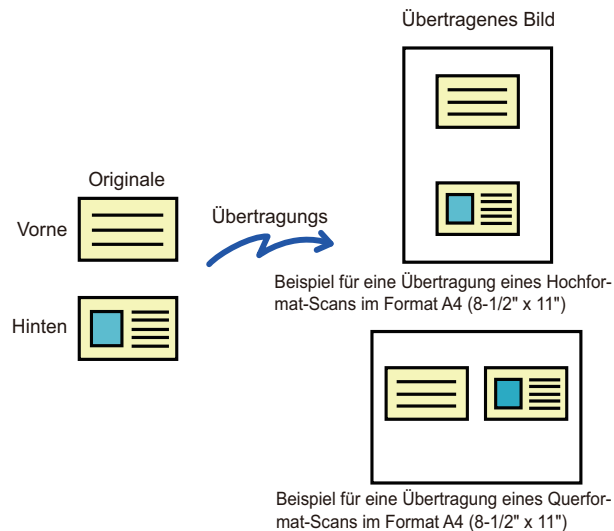 Übertragenes Bild
Originale
Vorne
Übertragungs
Hinten
Beispiel für eine Übertragung eines Hochfor-
mat-Scans im Format A4 (8-1/2" x 11")
Beispiel für eine Übertragung eines Querfor-
mat-Scans im Format A4 (8-1/2" x 11")